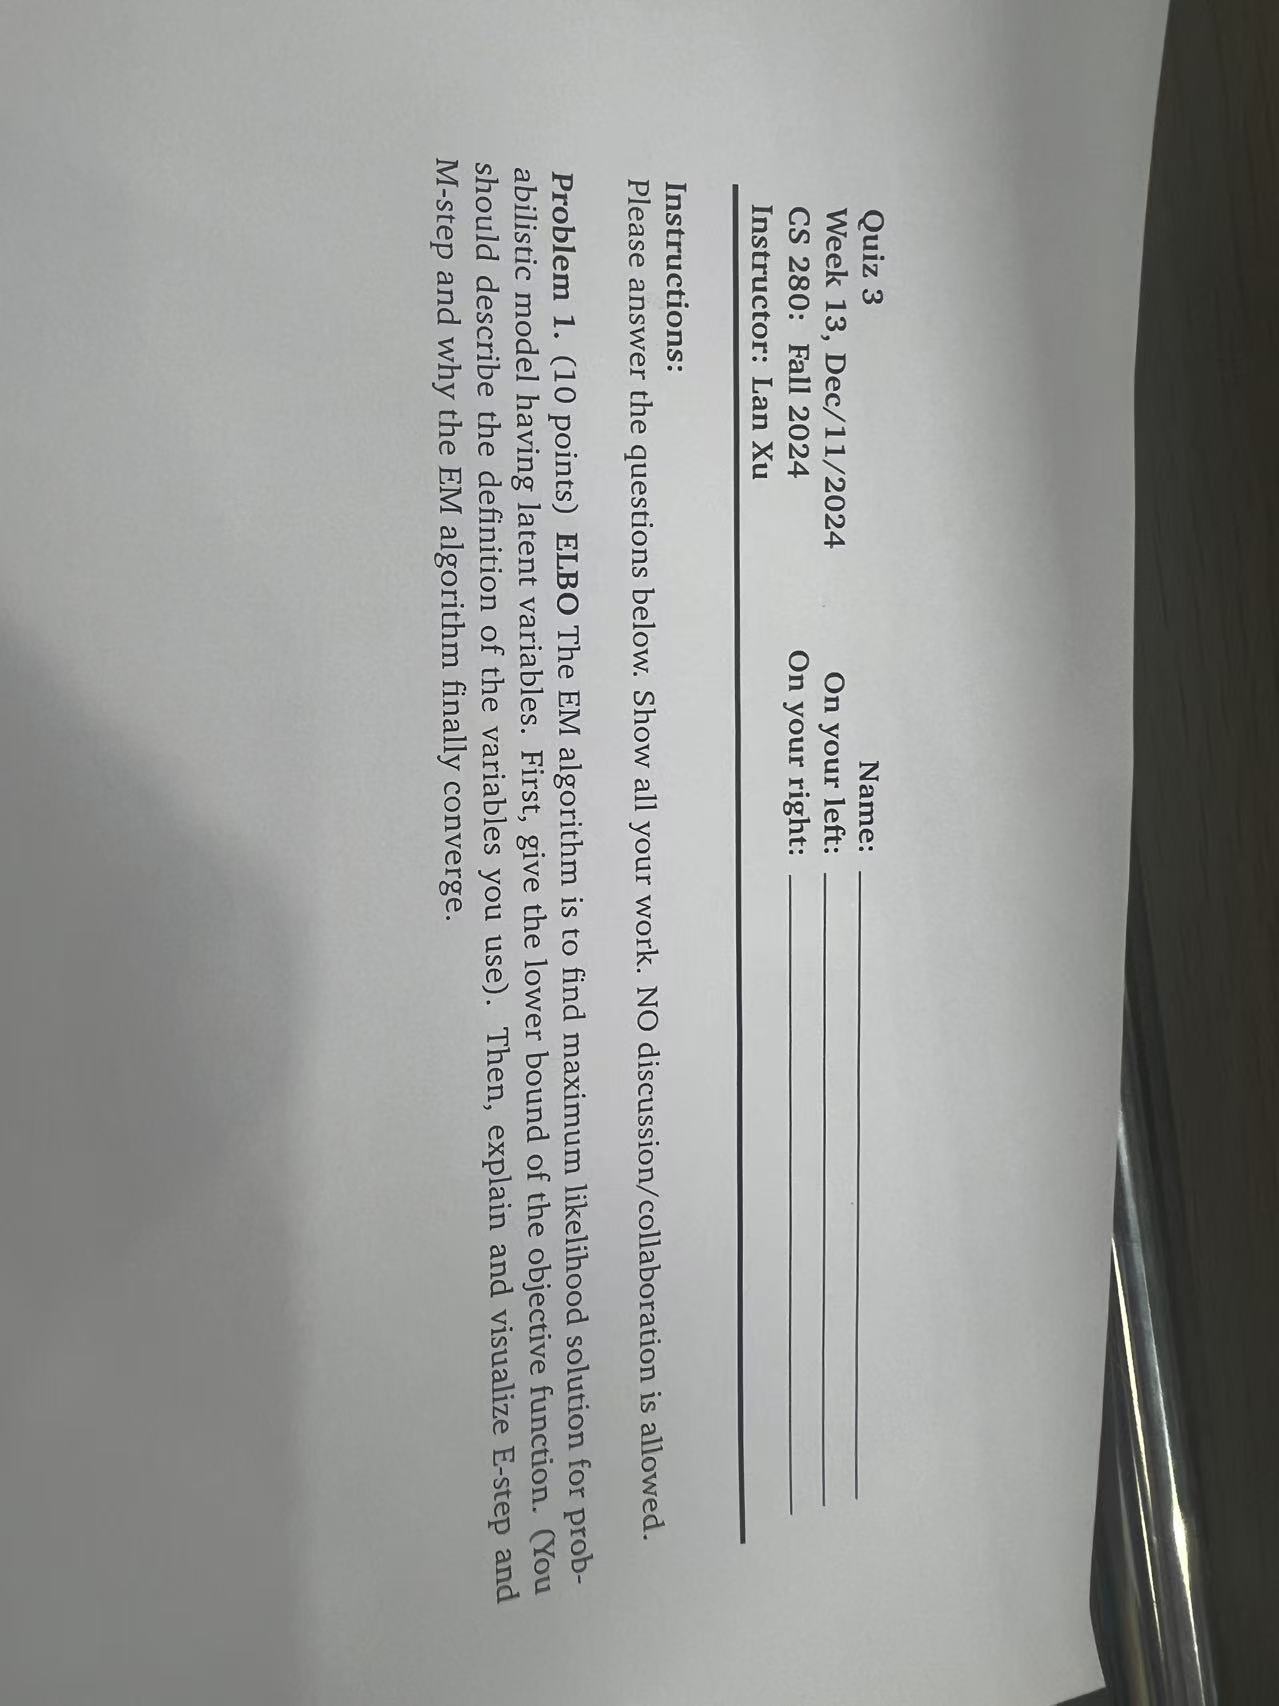 Quiz 3
Week 13, Dec/11/2024
CS 280: Fall 2024
Instructor: Lan Xu
Name:
On your left:
On your right:
Instructions:
Please answer the questions below. Show all your work. NO discussion/collaboration is allowed.
Problem 1. (10 points) ELBO The EM algorithm is to find maximum likelihood solution for prob-
abilistic model having latent variables. First, give the lower bound of the objective function. (You
should describe the definition of the variables you use). Then, explain and visualize E-step and
M-step and why the EM algorithm finally converge.